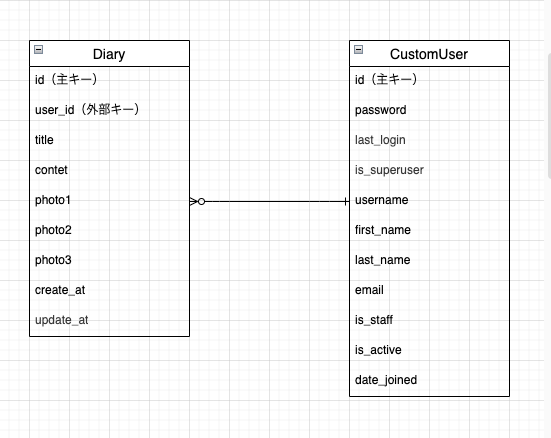 Diary
id（主キー）
user_id（外部キー）
title
contet
photo1
photo2
photo3
create_at
update_at
CustomUser
id（主キー）
password
last_login
is_superuser
username
first_name
last_name
email
is_staff
is_active
date_joined